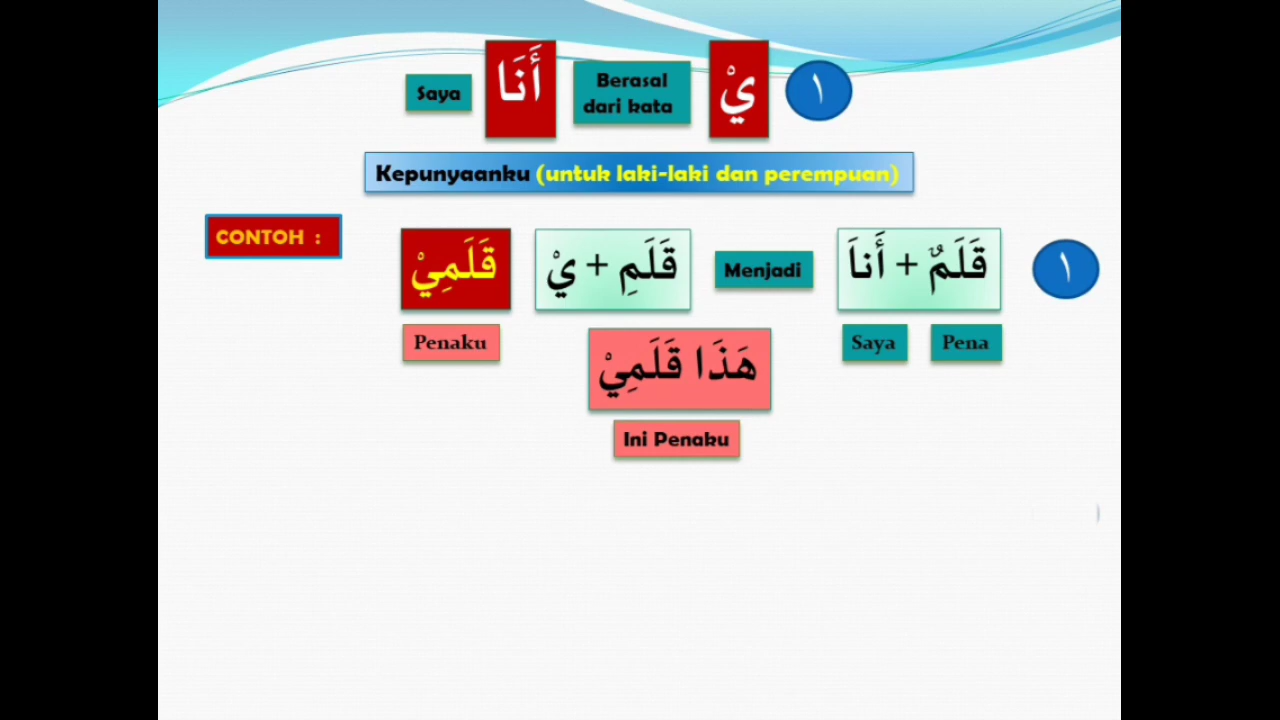 ١ يْ Berasal dari kata أَنَا Saya
Kepunyaanku (untuk laki-laki dan perempuan)
CONTOH :
١ قَلَمٌ + أَناَ Menjadi قَلَمِ + يْ قَلَمِيْ
Pena Saya Penaku
هَذَا قَلَمِيْ
Ini Penaku